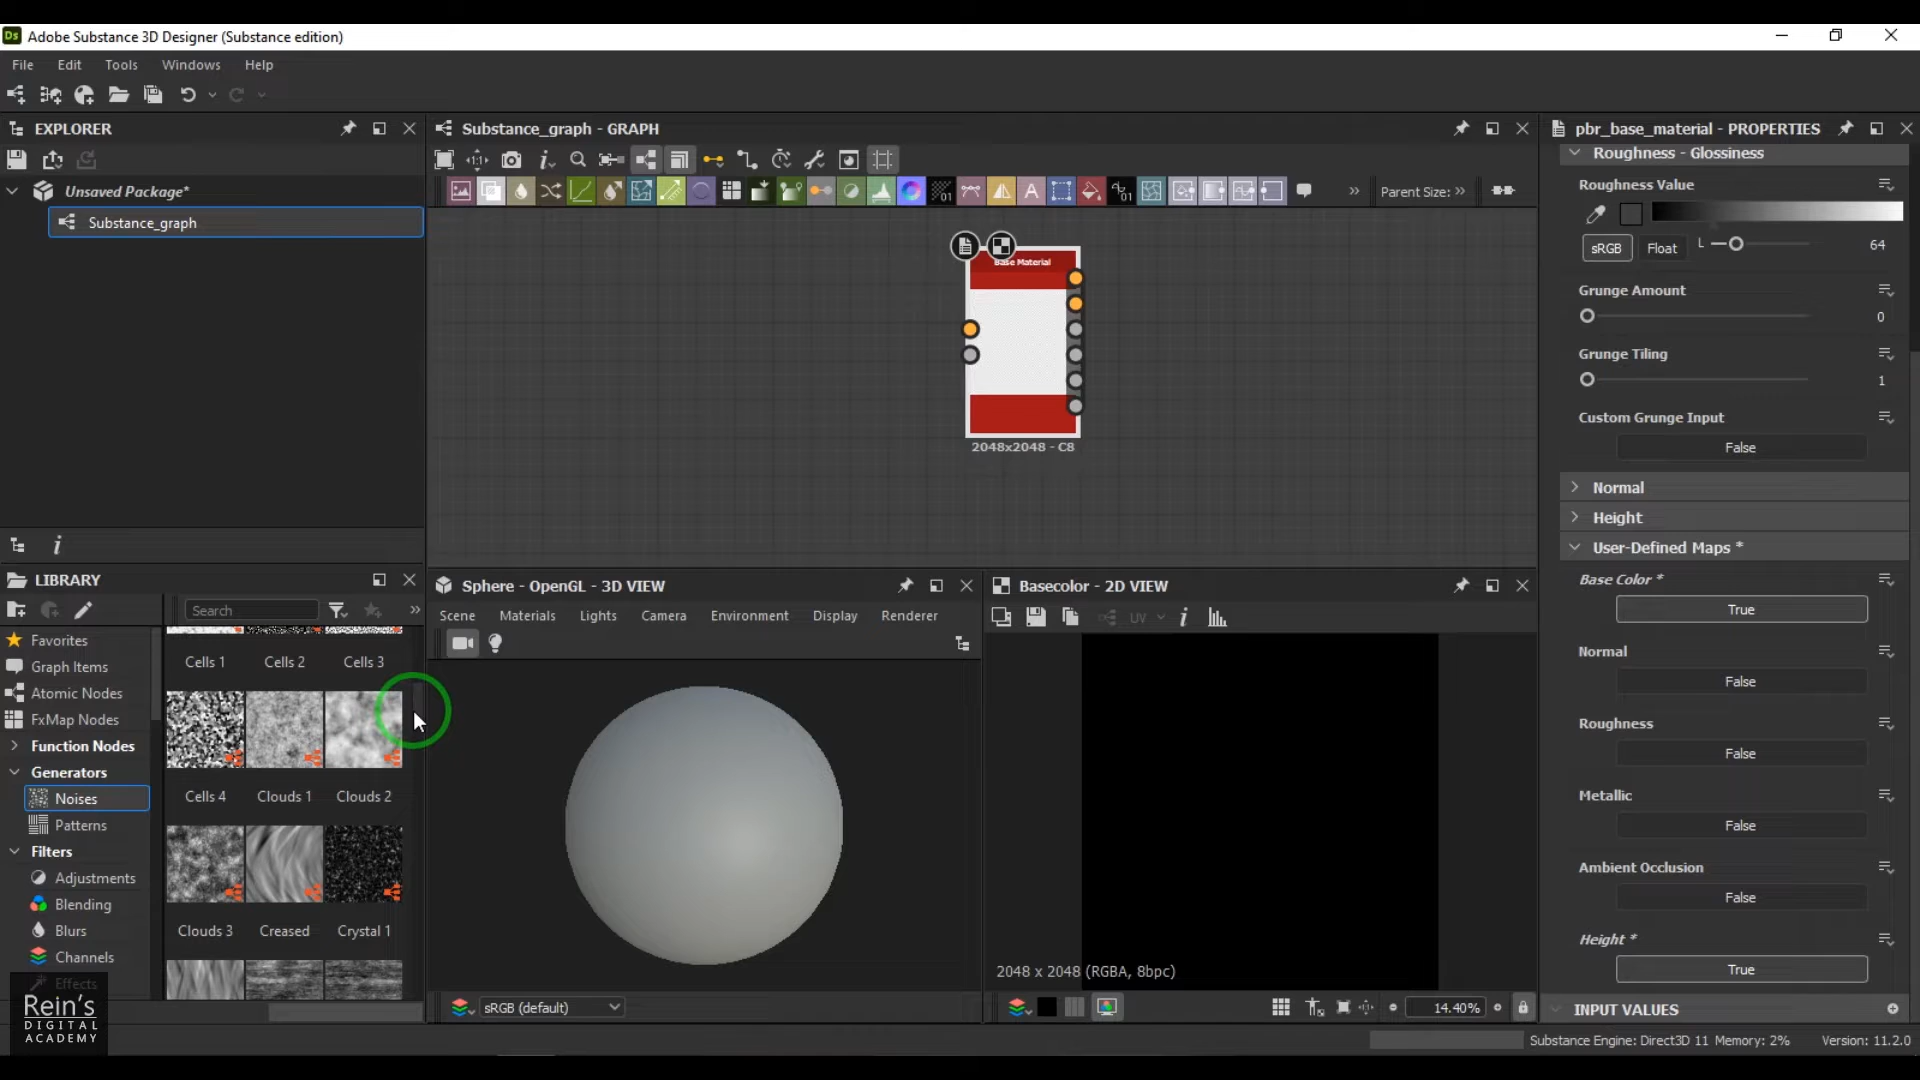 Ds Adobe Substance 3D Designer (Substance edition)
File Edit Tools Windows Help
EXPLORER
Unsaved Package*
Substance_graph
Substance_graph - GRAPH
Parent Size: »
Base Material
2048x2048 - C8
LIBRARY
Search
Favorites
Graph Items
Atomic Nodes
FxMap Nodes
Function Nodes
Generators
Noises
Patterns
Filters
Adjustments
Blending
Blurs
Channels
Effects
Cells 1 Cells 2 Cells 3
Cells 4 Clouds 1 Clouds 2
Clouds 3 Creased Crystal 1
Rein's
DIGITAL
ACADEMY
Sphere - OpenGL - 3D VIEW
Scene Materials Lights Camera Environment Display Renderer
sRGB (default)
Basecolor - 2D VIEW
UV
2048 x 2048 (RGBA, 8bpc)
14.40%
pbr_base_material - PROPERTIES
Roughness - Glossiness
Roughness Value
sRGB Float L 64
Grunge Amount
0
Grunge Tiling
1
Custom Grunge Input
False
Normal
Height
User-Defined Maps *
Base Color *
True
Normal
False
Roughness
False
Metallic
False
Ambient Occlusion
False
Height *
True
INPUT VALUES
Substance Engine: Direct3D 11 Memory: 2% Version: 11.2.0